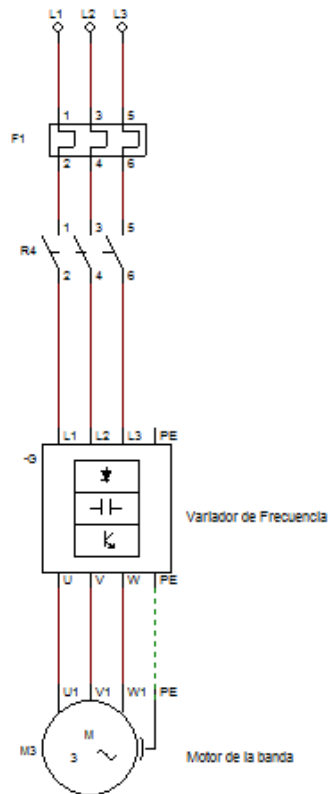 L1 L2 L3
1 3 5
F1
2 4 6
1 3 5
R4
2 4 6
L1 L2 L3 PE
-G
Variador de Frecuencia
U V W PE
U1 V1 W1 PE
M
M3
3
Motor de la banda